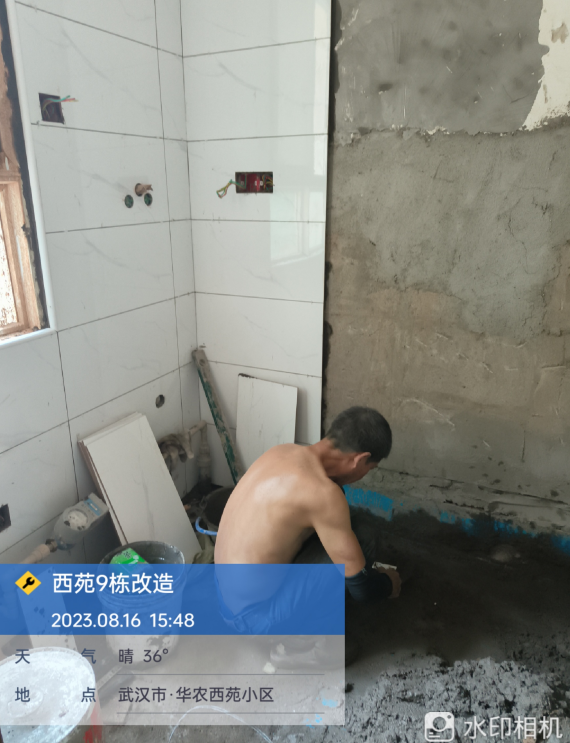 西苑9栋改造
2023.08.16 15:48
天 气 晴 36°
地 点 武汉市·华农西苑小区
水印相机